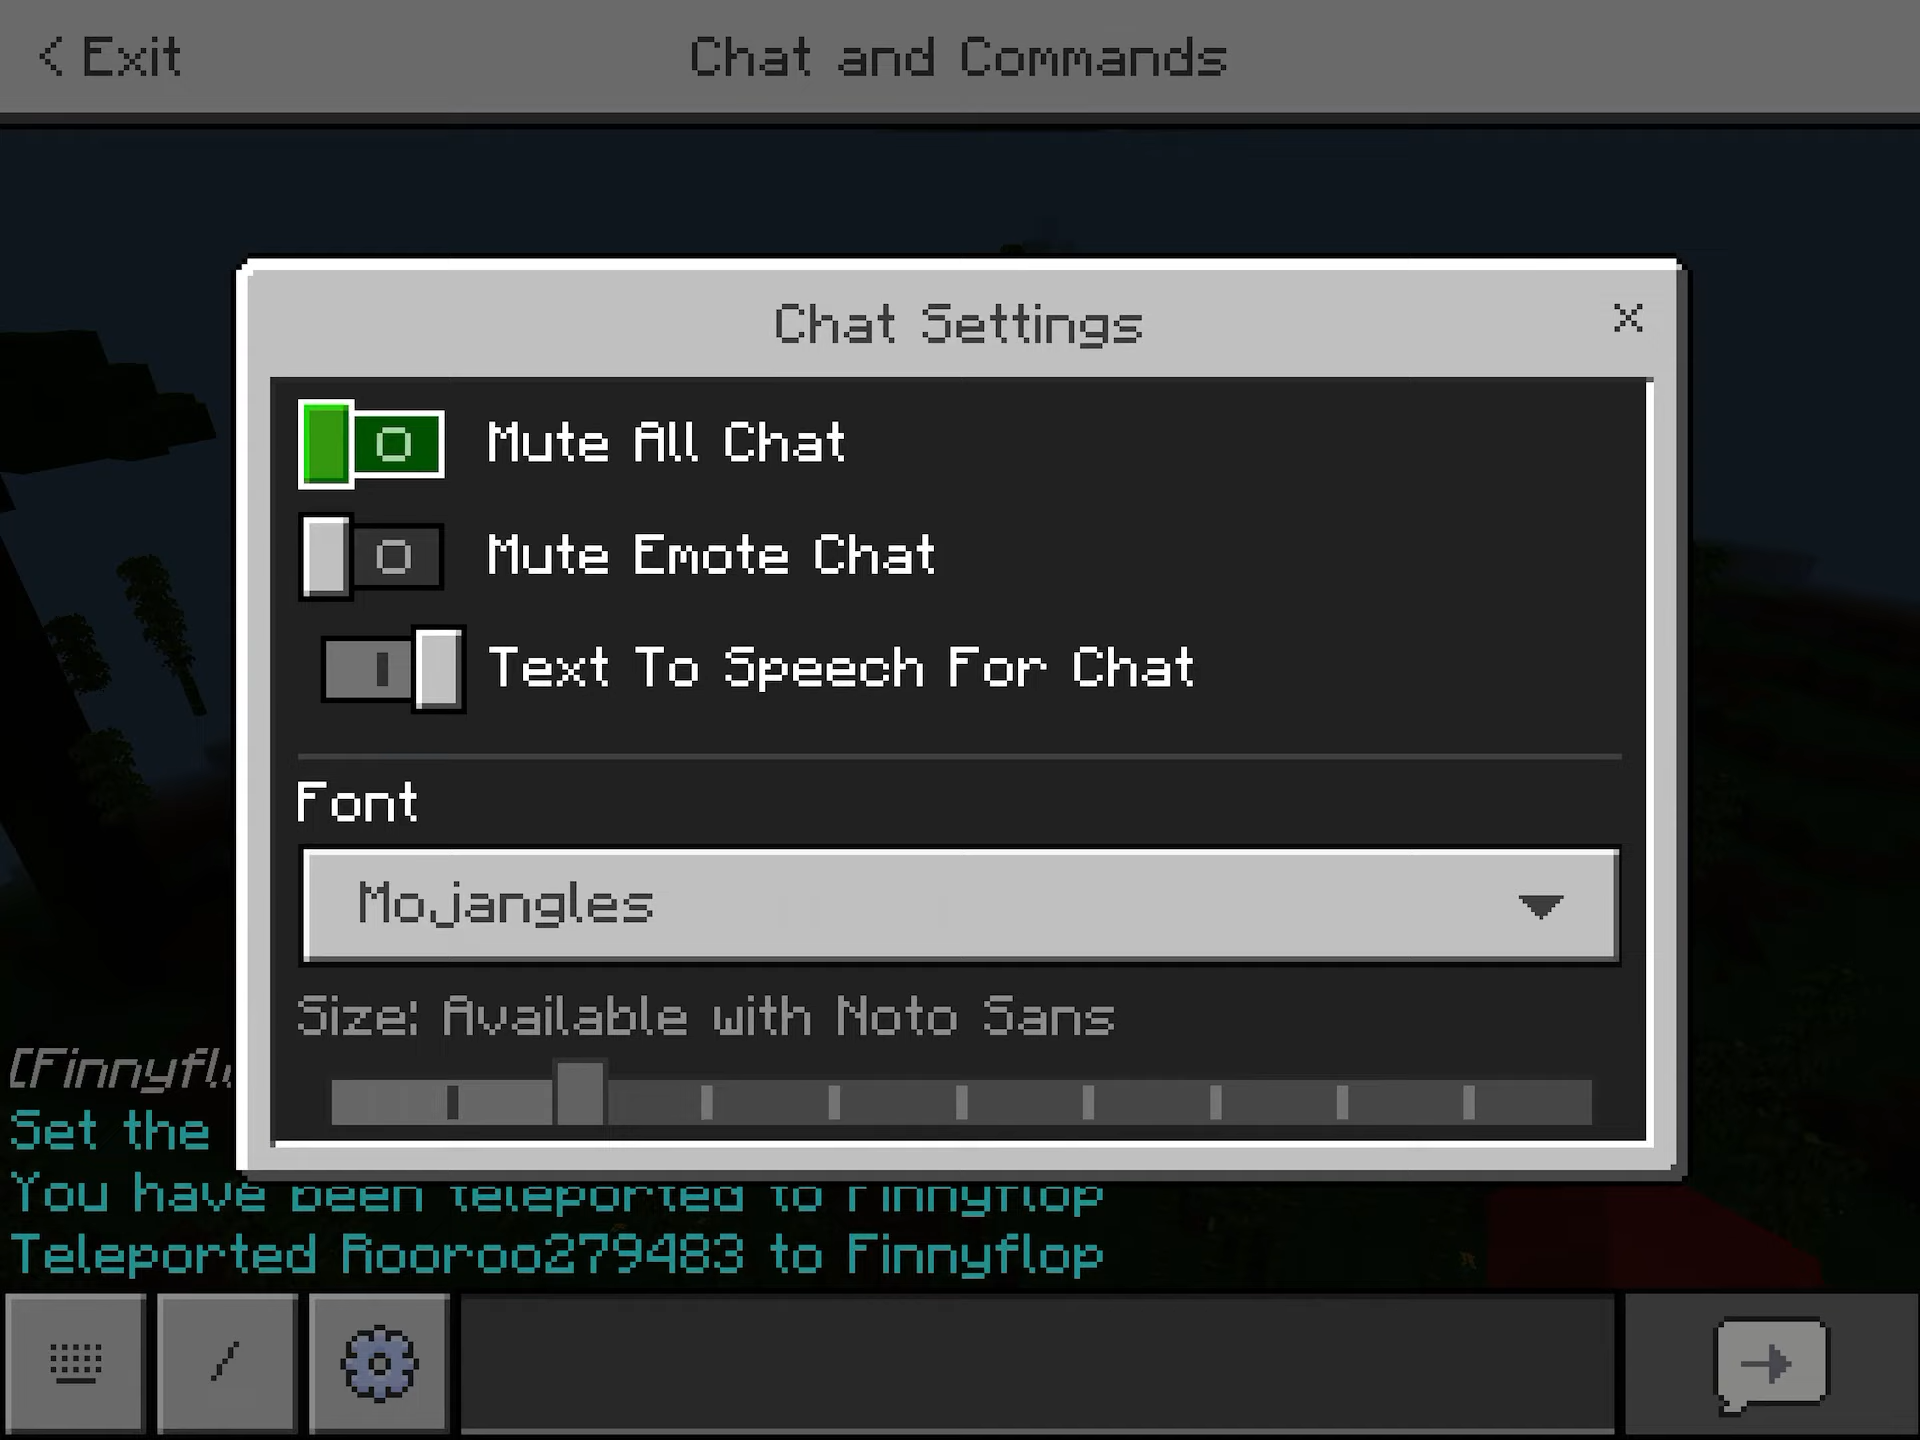 < Exit
Chat and Commands
Chat Settings
Mute All Chat
Mute Emote Chat
Text To Speech For Chat
Font
Mojangles
Size: Available with Noto Sans
Set the
You have been teleported to Finnyflop
Teleported Rooroo279483 to Finnyflop
/